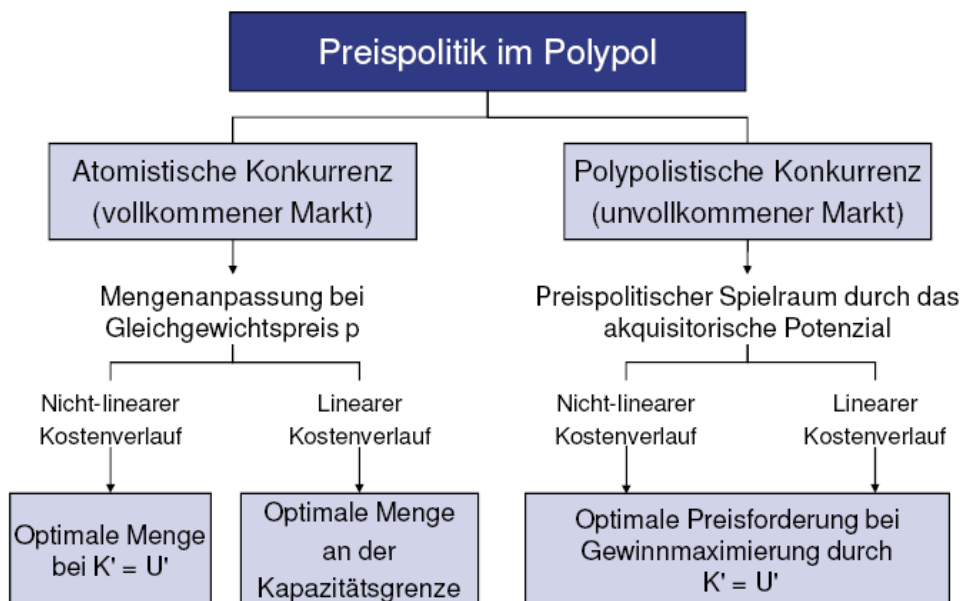 Preispolitik im Polypol
Atomistische Konkurrenz
(vollkommener Markt)
Polypolistische Konkurrenz
(unvollkommener Markt)
Mengenanpassung bei
Gleichgewichtspreis p
Preispolitischer Spielraum durch das
akquisitorische Potenzial
Nicht-linearer
Kostenverlauf
Linearer
Kostenverlauf
Nicht-linearer
Kostenverlauf
Linearer
Kostenverlauf
Optimale Menge
bei K' = U'
Optimale Menge
an der
Kapazitätsgrenze
Optimale Preisforderung bei
Gewinnmaximierung durch
K' = U'